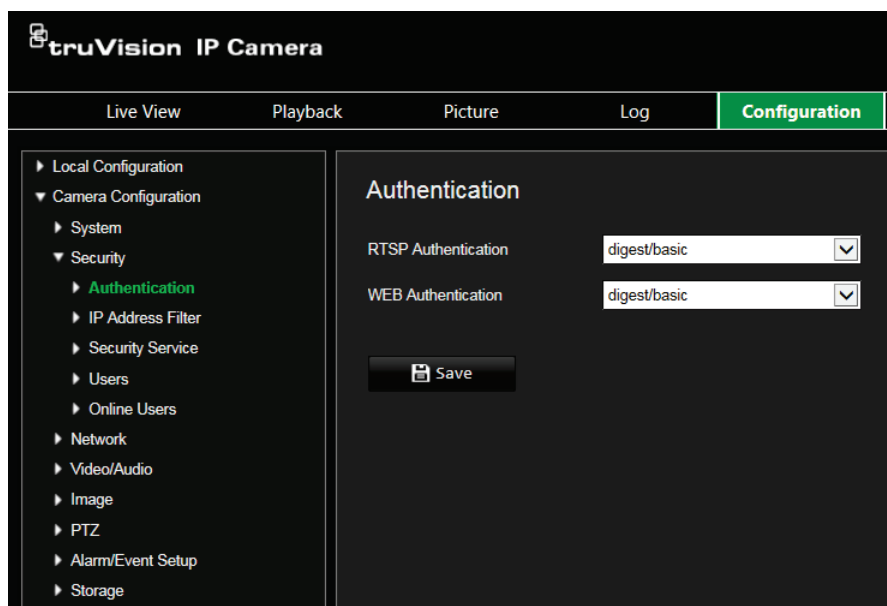 truVision IP Camera
Live View Playback Picture Log Configuration
Local Configuration
Camera Configuration
System
Security
Authentication
IP Address Filter
Security Service
Users
Online Users
Network
Video/Audio
Image
PTZ
Alarm/Event Setup
Storage
Authentication
RTSP Authentication digest/basic
WEB Authentication digest/basic
Save